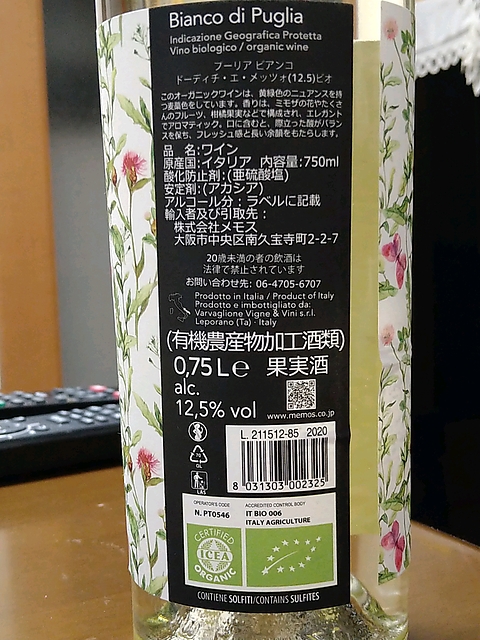 Bianco di Puglia
Indicazione Geografica Protetta
Vino biologico / organic wine
プーリア ビアンコ
ドーディチ・エ・メッツォ(12.5)ビオ
このオーガニックワインは、黄緑色のニュアンスを持
つ麦藁色をしています。香りは、ミモザの花やたくさ
んのフルーツ、柑橘果実などで構成され、エレガント
でアロマティック。口に含むと、際立った酸がバラン
スを保ち、フレッシュ感と長い余韻をもたらします。
品 名:ワイン
原産国:イタリア 内容量:750ml
酸化防止剤:(亜硫酸塩)
安定剤:(アカシア)
アルコール分:ラベルに記載
輸入者及び引取先:
株式会社メモス
大阪市中央区南久宝寺町2-2-7
20歳未満の者の飲酒は
法律で禁止されています
お問い合わせ先: 06-4705-6707
Prodotto in Italia / Product of Italy
Prodotto e imbottigliato da:
Varvaglione Vigne & Vini s.r.l.
Leporano (Ta) - Italy
(有機農産物加工酒類)
0,75 L e 果実酒
alc.
12,5% vol
www.memos.co.jp
L. 211512-85 2020
70
GL
LAS
8 031303 002325
OPERATOR'S CODE
N. PT0546
ACCREDITED CONTROL BODY
IT BIO 006
ITALY AGRICULTURE
CERTIFIED
ICEA
ORGANIC
CONTIENE SOLFITI/CONTAINS SULFITES